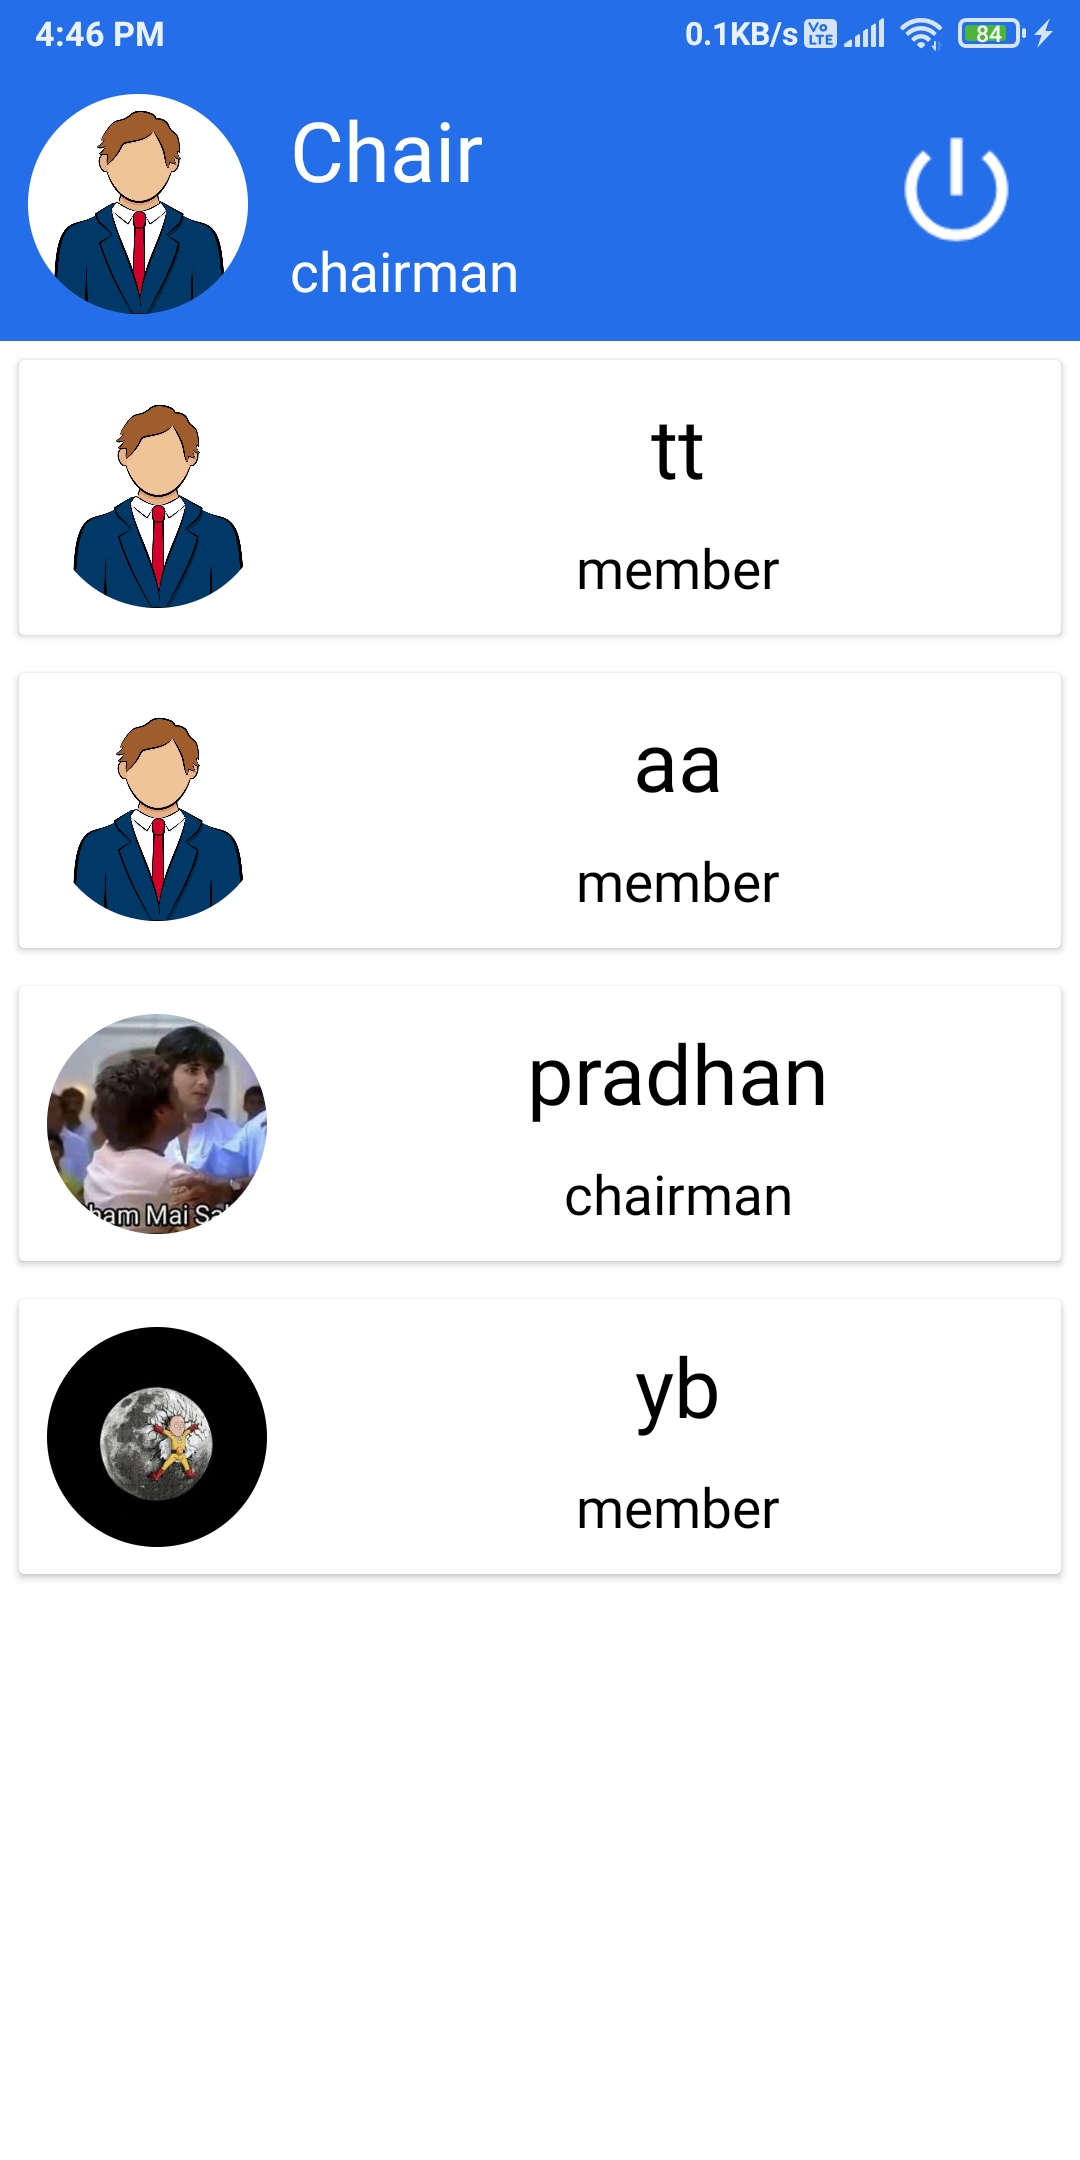 4:46 PM 0.1KB/s Vo LTE 84
Chair
chairman
tt
member
aa
member
pradhan
chairman
ham Mai Sa
yb
member